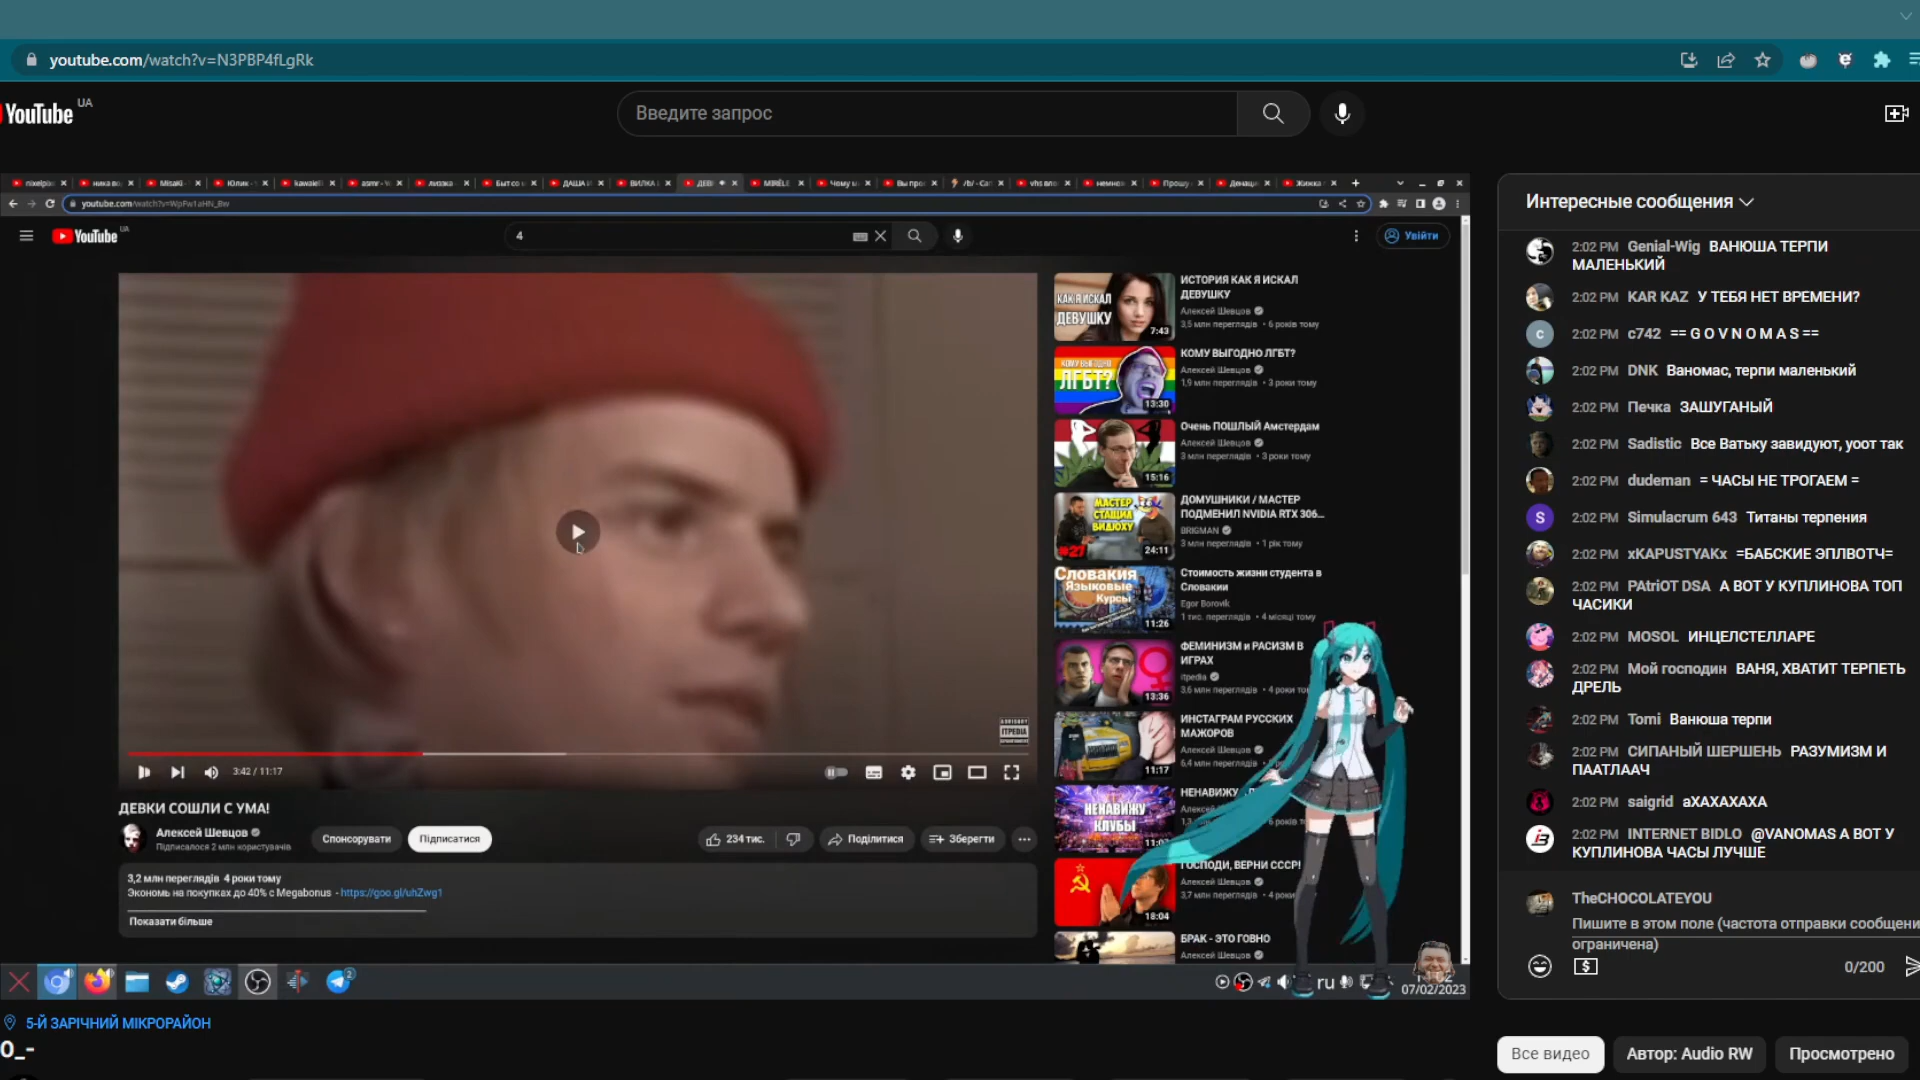 youtube.com/watch?v=N3PBP4fLgRk
YouTube UA
Введите запрос
youtube.com/watch?v=WpFw1aHN_Bw
YouTube UA
4
Увійти
3:42 / 11:17
ДЕВКИ СОШЛИ С УМА!
Алексей Шевцов
Підписалося 2 млн користувачів
Спонсорувати
Підписатися
234 тис.
Поділитися
Зберегти
3,2 млн переглядів 4 роки тому
Экономь на покупках до 40% с Megabonus - https://goo.gl/uhZwg1
Показати більше
КАК Я ИСКАЛ
ДЕВУШКУ
7:43
ИСТОРИЯ КАК Я ИСКАЛ
ДЕВУШКУ
Алексей Шевцов
3,5 млн переглядів • 6 років тому
ЛГБТ?
13:30
КОМУ ВЫГОДНО ЛГБТ?
Алексей Шевцов
1,9 млн переглядів • 3 роки тому
15:16
Очень ПОШЛЫЙ Амстердам
Алексей Шевцов
3 млн переглядів • 3 роки тому
МАСТЕР
СТАЩИЛ
ВИДЮХУ
#27
24:11
ДОМУШНИКИ / МАСТЕР
ПОДМЕНИЛ NVIDIA RTX 306...
BRIGMAN
3 млн переглядів • 1 рік тому
Словакия
Языковые
Курсы
11:26
Стоимость жизни студента в
Словакии
Egor Borovik
1 тис. переглядів • 4 місяці тому
13:36
ФЕМИНИЗМ и РАСИЗМ В
ИГРАХ
itpedia
3,6 млн переглядів • 4 роки
11:17
ИНСТАГРАМ РУССКИХ
МАЖОРОВ
Алексей Шевцов
6,4 млн
НЕНАВИЖУ
КЛУБЫ
НЕНАВИЖУ
18:04
ГОСПОДИ, ВЕРНИ СССР!
Алексей Шевцов
3,7 млн переглядів • 4 роки
БРАК - ЭТО ГОВНО
Алексей Шевцов
ITPEDIA
2
ru
07/02/2023
5-Й ЗАРІЧНИЙ МІКРОРАЙОН
O_-
Интересные сообщения
2:02 PM Genial-Wig ВАНЮША ТЕРПИ
МАЛЕНЬКИЙ
2:02 PM KAR KAZ У ТЕБЯ НЕТ ВРЕМЕНИ?
c
2:02 PM c742 == G O V N O M A S ==
2:02 PM DNK Ваномас, терпи маленький
2:02 PM Печка ЗАШУГАНЫЙ
2:02 PM Sadistic Все Ватьку завидуют, уоот так
2:02 PM dudeman = ЧАСЫ НЕ ТРОГАЕМ =
S
2:02 PM Simulacrum 643 Титаны терпения
2:02 PM xKAPUSTYAKx =БАБСКИЕ ЭПЛВОТЧ=
2:02 PM PAtriOT DSA А ВОТ У КУПЛИНОВА ТОП
ЧАСИКИ
2:02 PM MOSOL ИНЦЕЛСТЕЛЛАРЕ
2:02 PM Мой господин ВАНЯ, ХВАТИТ ТЕРПЕТЬ
ДРЕЛЬ
2:02 PM Tomi Ванюша терпи
2:02 PM СИПАНЫЙ ШЕРШЕНЬ РАЗУМИЗМ И
ПААТЛААЧ
2:02 PM saigrid аХАХАХАХА
2:02 PM INTERNET BIDLO @VANOMAS А ВОТ У
КУПЛИНОВА ЧАСЫ ЛУЧШЕ
TheCHOCOLATEYOU
Пишите в этом поле (частота отправки сообщени
ограничена)
0/200
Все видео
Автор: Audio RW
Просмотрено